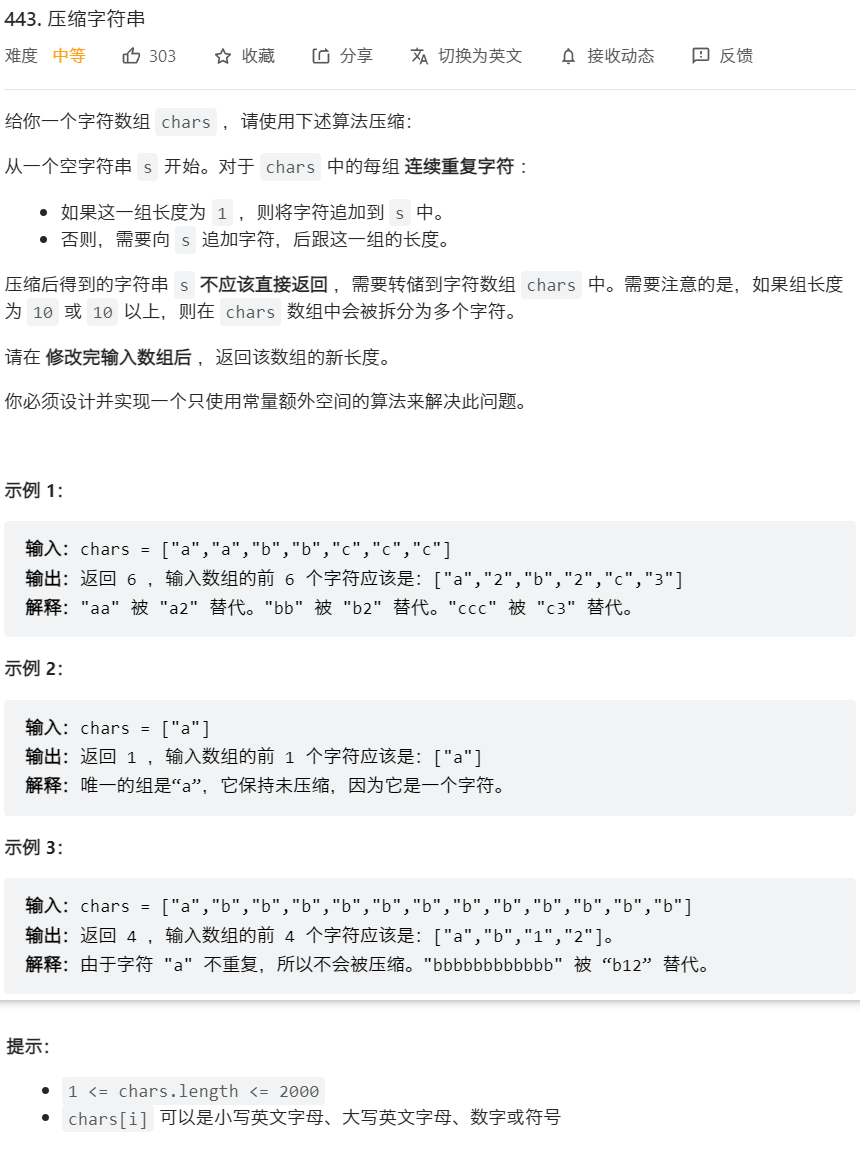 443. 压缩字符串
难度 中等 303 收藏 分享 切换为英文 接收动态 反馈
给你一个字符数组 chars ，请使用下述算法压缩：
从一个空字符串 s 开始。对于 chars 中的每组 连续重复字符 ：
如果这一组长度为 1 ，则将字符追加到 s 中。
否则，需要向 s 追加字符，后跟这一组的长度。
压缩后得到的字符串 s 不应该直接返回 ，需要转储到字符数组 chars 中。需要注意的是，如果组长度
为 10 或 10 以上，则在 chars 数组中会被拆分为多个字符。
请在 修改完输入数组后 ，返回该数组的新长度。
你必须设计并实现一个只使用常量额外空间的算法来解决此问题。
示例 1：
输入：chars = ["a","a","b","b","c","c","c"]
输出：返回 6 ，输入数组的前 6 个字符应该是：["a","2","b","2","c","3"]
解释："aa" 被 "a2" 替代。"bb" 被 "b2" 替代。"ccc" 被 "c3" 替代。
示例 2：
输入：chars = ["a"]
输出：返回 1 ，输入数组的前 1 个字符应该是：["a"]
解释：唯一的组是“a”，它保持未压缩，因为它是一个字符。
示例 3：
输入：chars = ["a","b","b","b","b","b","b","b","b","b","b","b","b"]
输出：返回 4 ，输入数组的前 4 个字符应该是：["a","b","1","2"]。
解释：由于字符 "a" 不重复，所以不会被压缩。"bbbbbbbbbbbb" 被 “b12” 替代。
提示：
1 <= chars.length <= 2000
chars[i] 可以是小写英文字母、大写英文字母、数字或符号